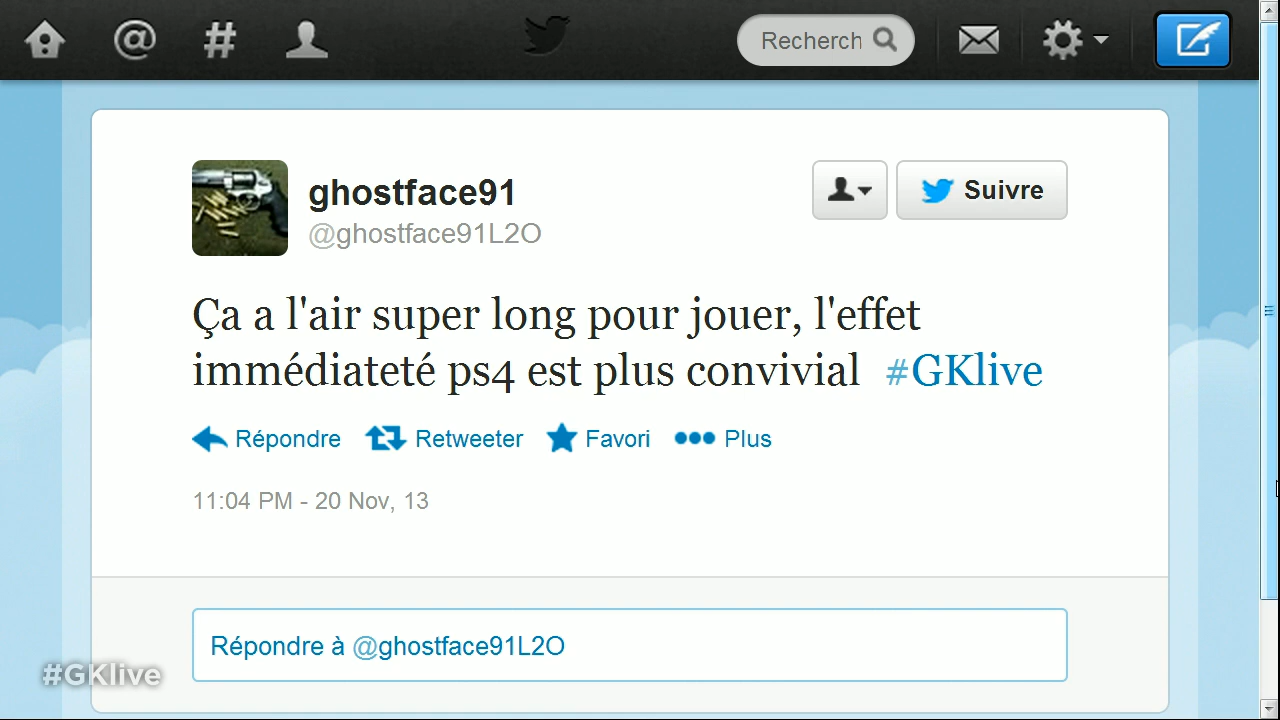 @ # Recherch
ghostface91
@ghostface91L2O
Suivre
Ça a l'air super long pour jouer, l'effet
immédiateté ps4 est plus convivial #GKlive
Répondre Retweeter Favori ••• Plus
11:04 PM - 20 Nov, 13
Répondre à @ghostface91L2O
#GKlive